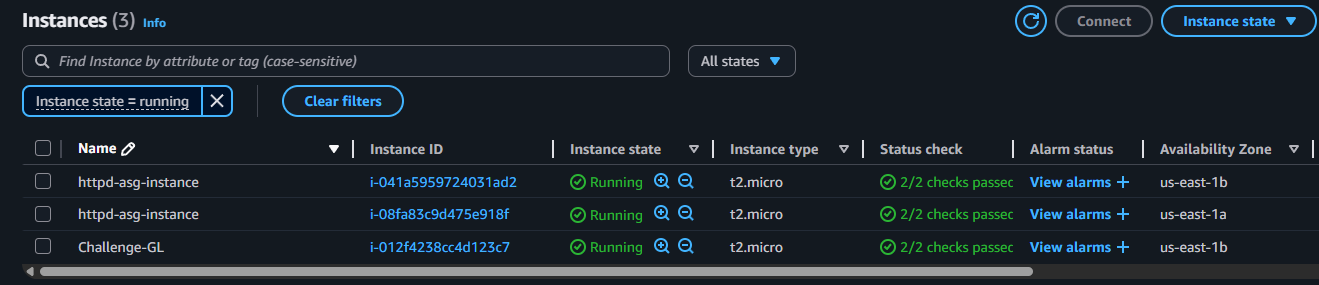 Instances (3) Info Connect Instance state
Find Instance by attribute or tag (case-sensitive) All states
Instance state = running Clear filters
Name Instance ID Instance state Instance type Status check Alarm status Availability Zone
httpd-asg-instance i-041a5959724031ad2 Running t2.micro 2/2 checks passec View alarms + us-east-1b
httpd-asg-instance i-08fa83c9d475e918f Running t2.micro 2/2 checks passec View alarms + us-east-1a
Challenge-GL i-012f4238cc4d123c7 Running t2.micro 2/2 checks passec View alarms + us-east-1b